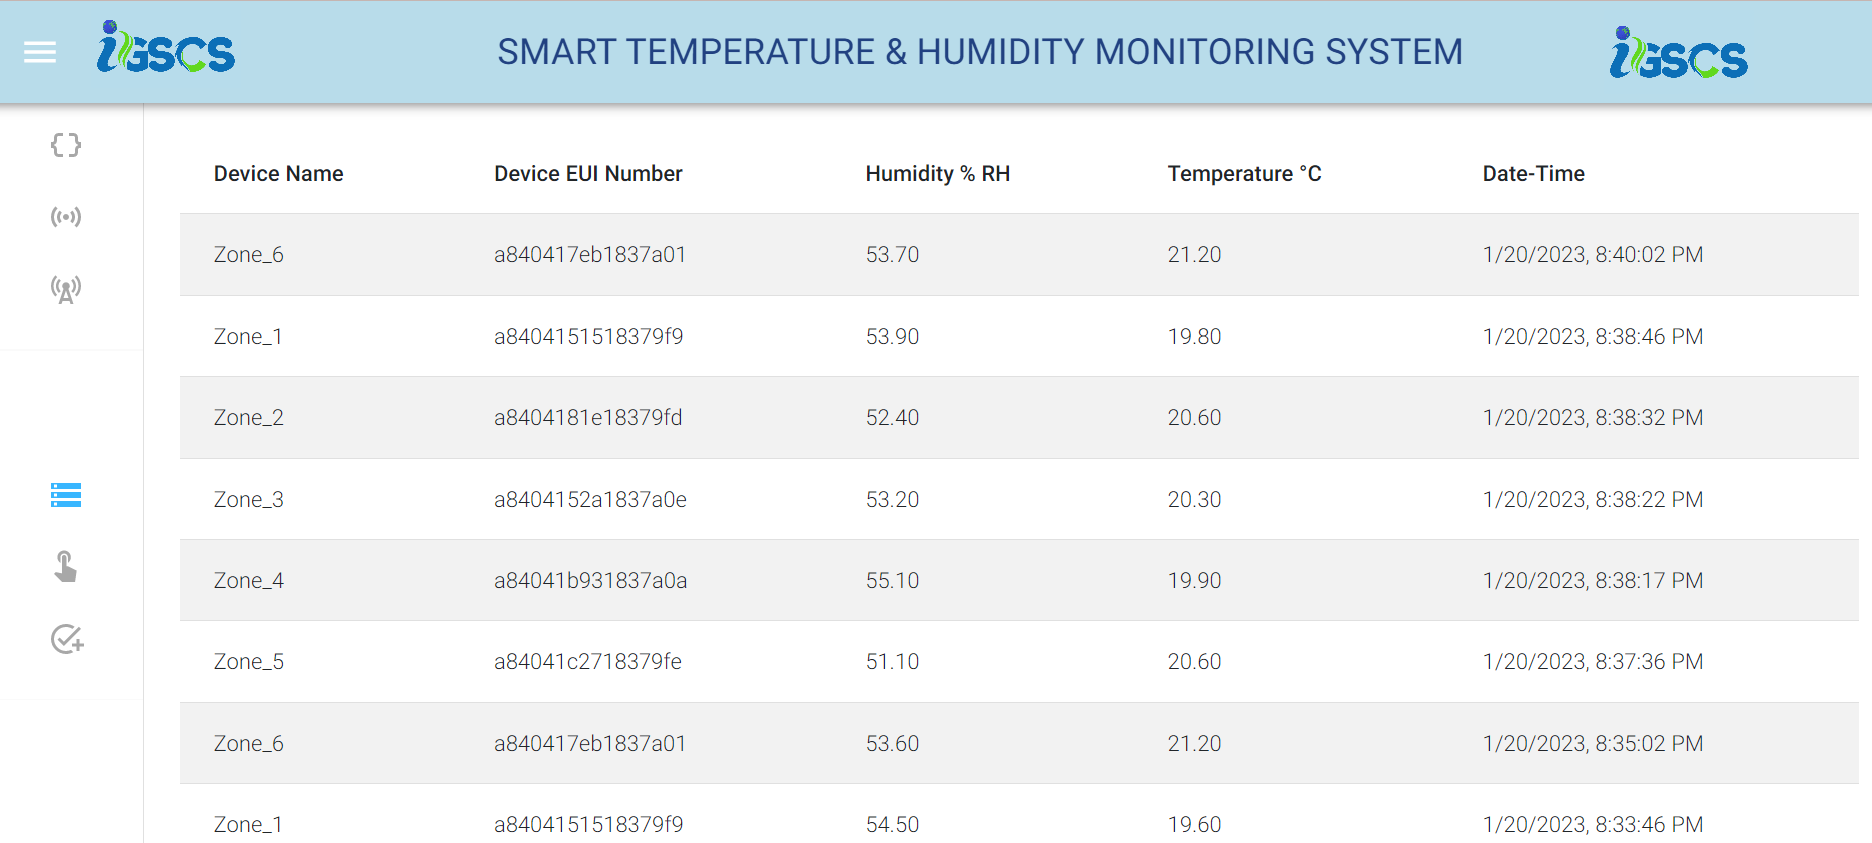 iGSCS SMART TEMPERATURE & HUMIDITY MONITORING SYSTEM iGSCS
Device Name Device EUI Number Humidity % RH Temperature °C Date-Time
Zone_6 a840417eb1837a01 53.70 21.20 1/20/2023, 8:40:02 PM
Zone_1 a8404151518379f9 53.90 19.80 1/20/2023, 8:38:46 PM
Zone_2 a8404181e18379fd 52.40 20.60 1/20/2023, 8:38:32 PM
Zone_3 a8404152a1837a0e 53.20 20.30 1/20/2023, 8:38:22 PM
Zone_4 a84041b931837a0a 55.10 19.90 1/20/2023, 8:38:17 PM
Zone_5 a84041c2718379fe 51.10 20.60 1/20/2023, 8:37:36 PM
Zone_6 a840417eb1837a01 53.60 21.20 1/20/2023, 8:35:02 PM
Zone_1 a8404151518379f9 54.50 19.60 1/20/2023, 8:33:46 PM